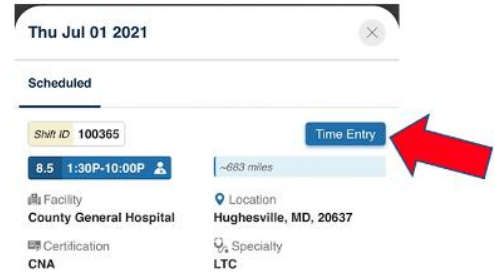 Thu Jul 01 2021
Scheduled
Shift ID 100365
Time Entry
8.5 1:30P-10:00P
~683 miles
Facility
County General Hospital
Location
Hughesville, MD, 20637
Certification
CNA
Specialty
LTC